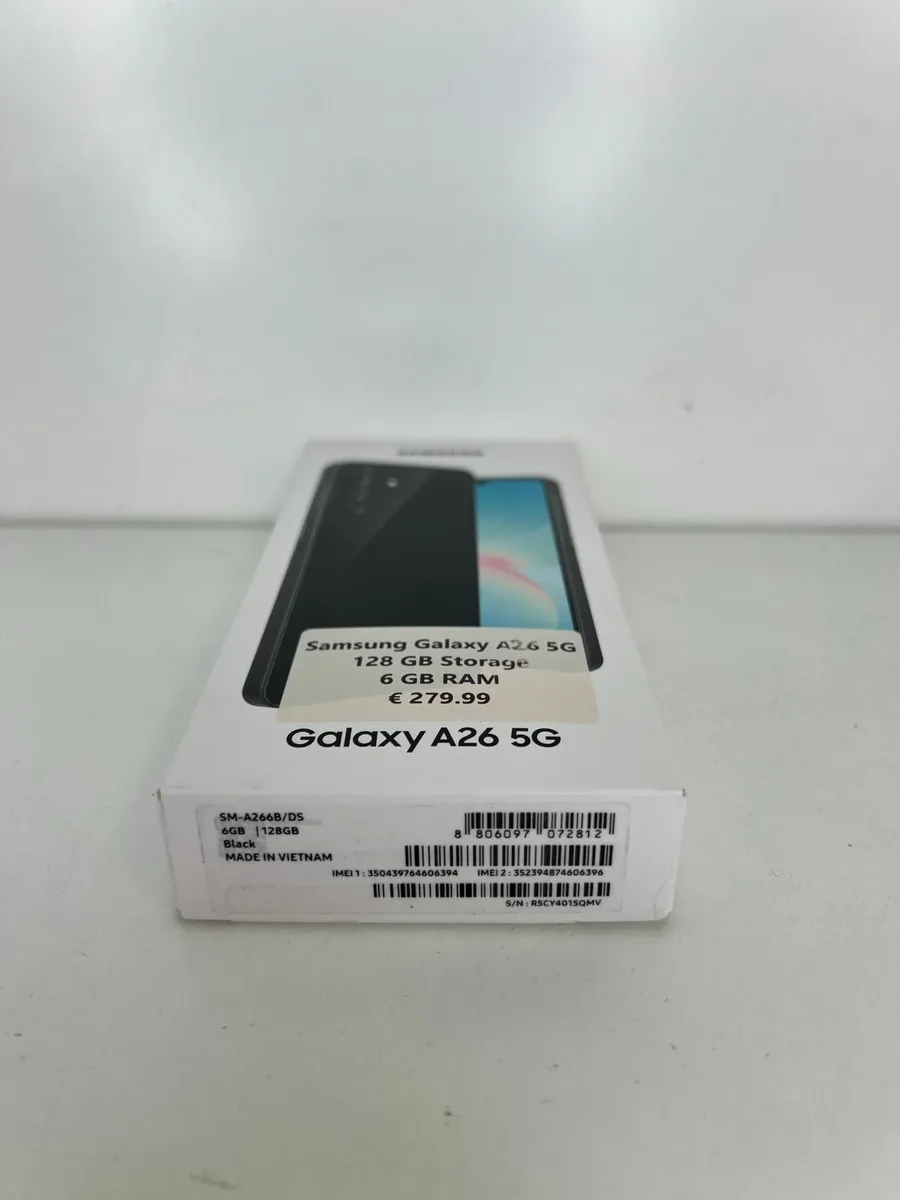 SAMSUNG
Samsung Galaxy A26 5G
128 GB Storage
6 GB RAM
€ 279.99
Galaxy A26 5G
SM-A266B/DS
6GB | 128GB
Black
MADE IN VIETNAM
8 806097 072812
IMEI 1 : 350439764606394 IMEI 2 : 352394874606396
S/N : R5CY401SQMV